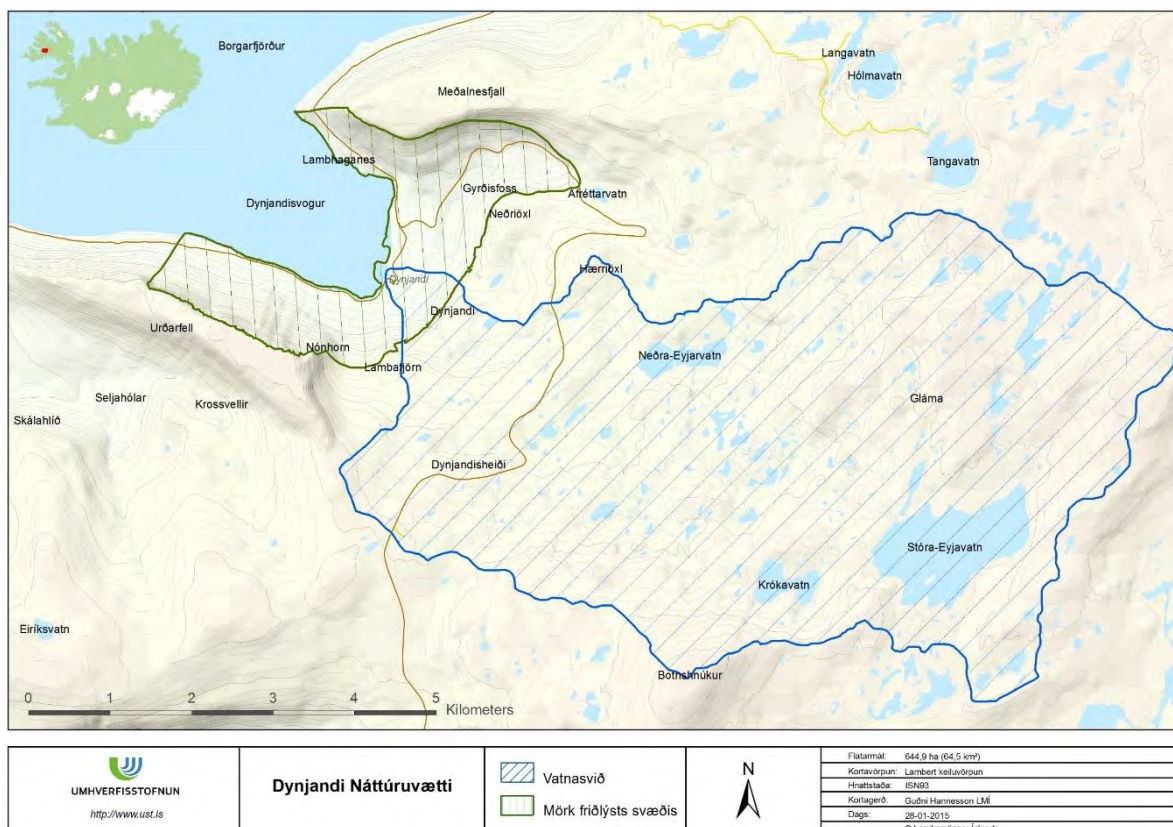 Borgarfjörður
Langavatn
Hólmavatn
Meðalnesfjall
Lambhaganes
Tangavatn
Gyrðisfoss
Afréttarvatn
Dynjandisvogur
Neðriöxl
Hærriöxl
Dynjandi
Dynjandi
Urðarfell
Nónhorn
Neðra-Eyjarvatn
Lambafjörn
Gláma
Seljahólar
Krossvellir
Skálahlíð
Dynjandisheiði
Stóra-Eyjavatn
Krókavatn
Eiríksvatn
Botnshnúkur
0 1 2 3 4 5
Kilometers
UMHVERFISSTOFNUN
http://www.ust.is
Dynjandi Náttúruvætti
Vatnasvið
Mörk friðlýsts svæðis
N
Flatarmál: 644,9 ha (64,5 km²)
Kortavörpun: Lambert keiluvörpun
Hnattstaða: ISN93
Kortagerð: Guðni Hannesson LMÍ
Dags: 28-01-2015